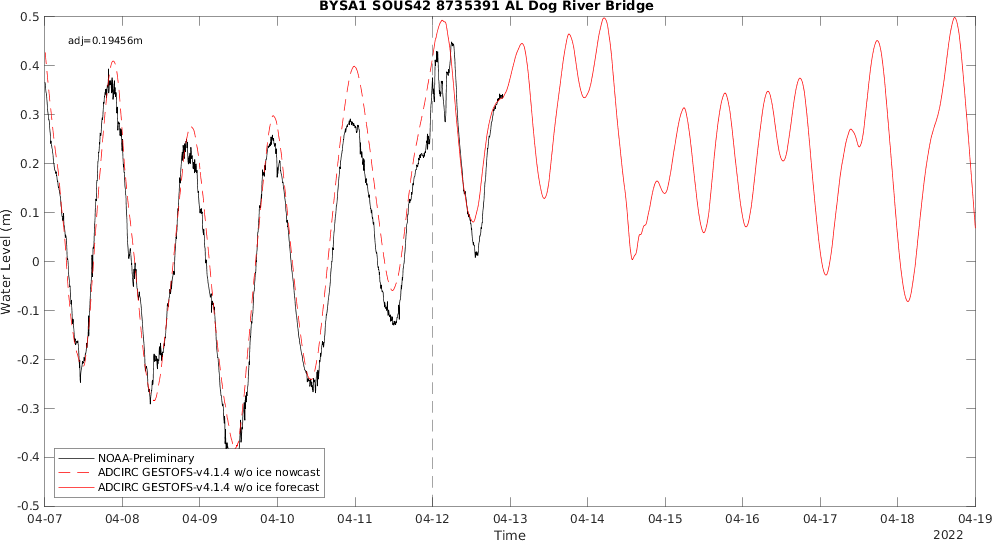 BYSA1 SOUS42 8735391 AL Dog River Bridge
adj=0.19456m
0.5
0.4
0.3
0.2
0.1
0
-0.1
-0.2
-0.3
-0.4
-0.5
Water Level (m)
NOAA-Preliminary
ADCIRC GESTOFS-v4.1.4 w/o ice nowcast
ADCIRC GESTOFS-v4.1.4 w/o ice forecast
04-07 04-08 04-09 04-10 04-11 04-12 04-13 04-14 04-15 04-16 04-17 04-18 04-19
Time
2022